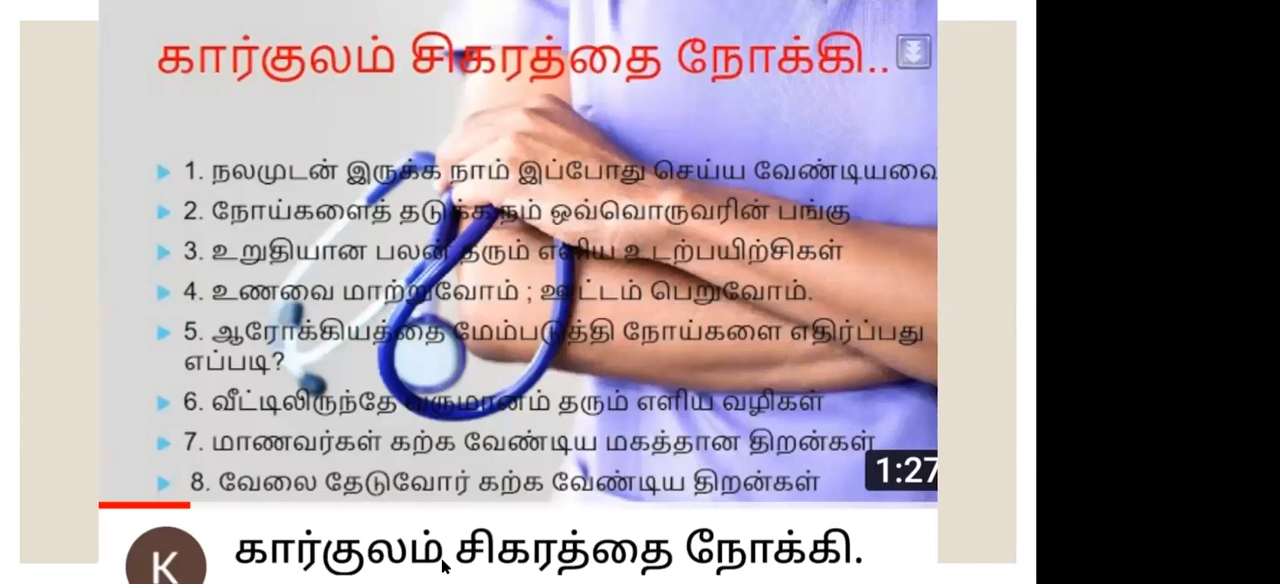 கார்குலம் சிகரத்தை நோக்கி..
1. நலமுடன் இருக்க நாம் இப்போது செய்ய வேண்டியவை
2. நோய்களைத் தடுக்க நம் ஒவ்வொருவரின் பங்கு
3. உறுதியான பலன் தரும் எளிய உடற்பயிற்சிகள்
4. உணவை மாற்றுவோம் ; ஊட்டம் பெறுவோம்.
5. ஆரோக்கியத்தை மேம்படுத்தி நோய்களை எதிர்ப்பது
எப்படி?
6. வீட்டிலிருந்தே வருமானம் தரும் எளிய வழிகள்
7. மாணவர்கள் கற்க வேண்டிய மகத்தான திறன்கள்
8. வேலை தேடுவோர் கற்க வேண்டிய திறன்கள்
1:27
K
கார்குலம் சிகரத்தை நோக்கி.